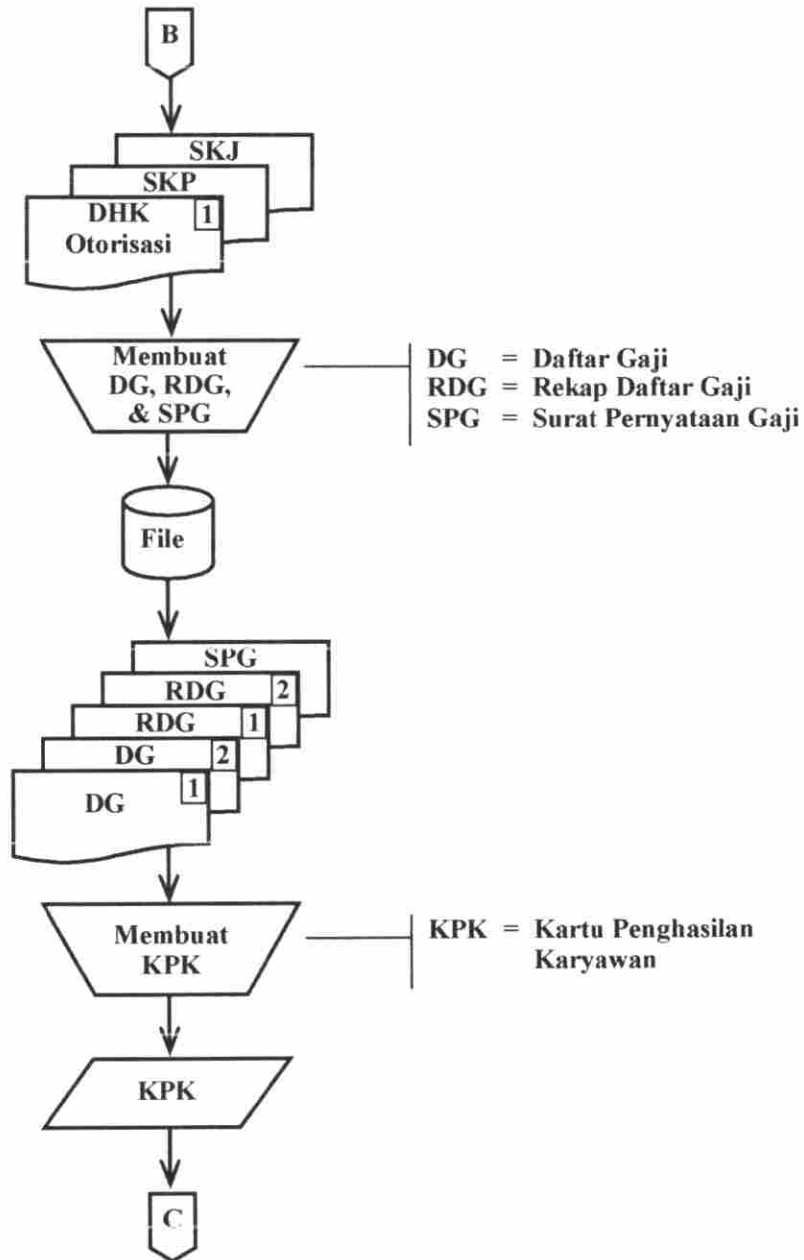 B
SKJ
SKP
DHK 1
Otorisasi
Membuat
DG, RDG,
& SPG
DG = Daftar Gaji
RDG = Rekap Daftar Gaji
SPG = Surat Pernyataan Gaji
File
SPG
RDG 2
RDG 1
DG 2
DG 1
Membuat
KPK
KPK = Kartu Penghasilan
Karyawan
KPK
C